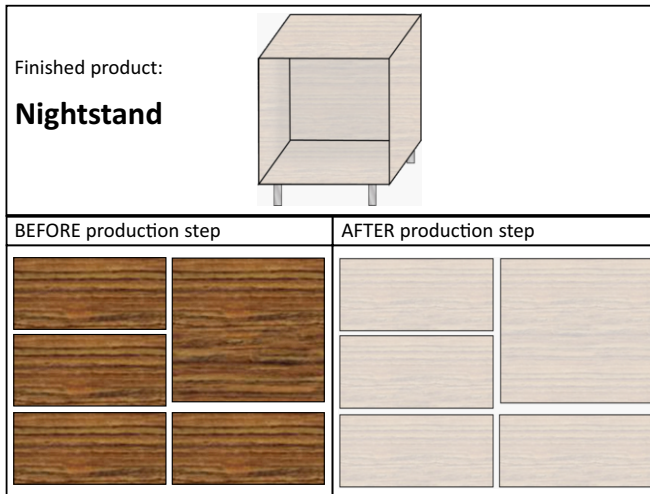 Finished product:
Nightstand
BEFORE production step
AFTER production step